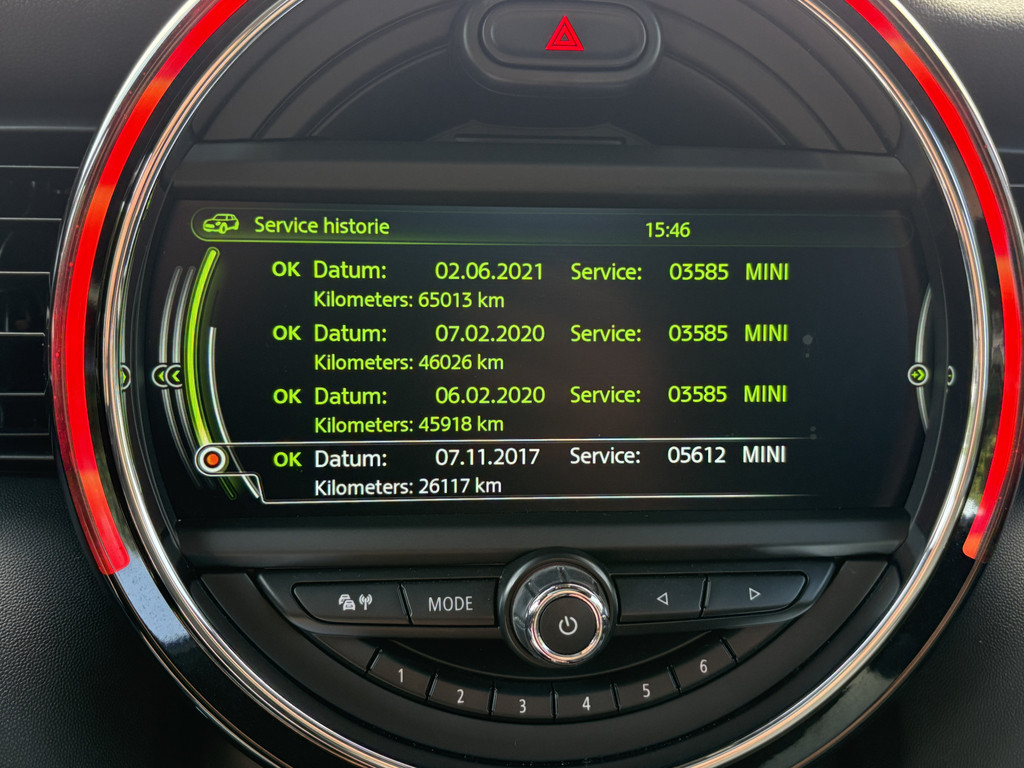 Service historie 15:46
OK Datum: 02.06.2021 Service: 03585 MINI
Kilometers: 65013 km
OK Datum: 07.02.2020 Service: 03585 MINI
Kilometers: 46026 km
OK Datum: 06.02.2020 Service: 03585 MINI
Kilometers: 45918 km
OK Datum: 07.11.2017 Service: 05612 MINI
Kilometers: 26117 km
MODE
1 2 3 4 5 6